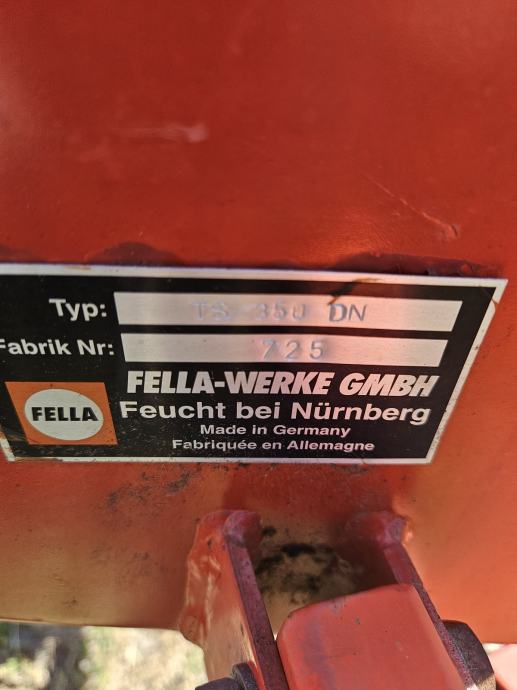 Typ: TS 350 DN
Fabrik Nr: 725
FELLA-WERKE GMBH
FELLA
Feucht bei Nürnberg
Made in Germany
Fabriquée en Allemagne